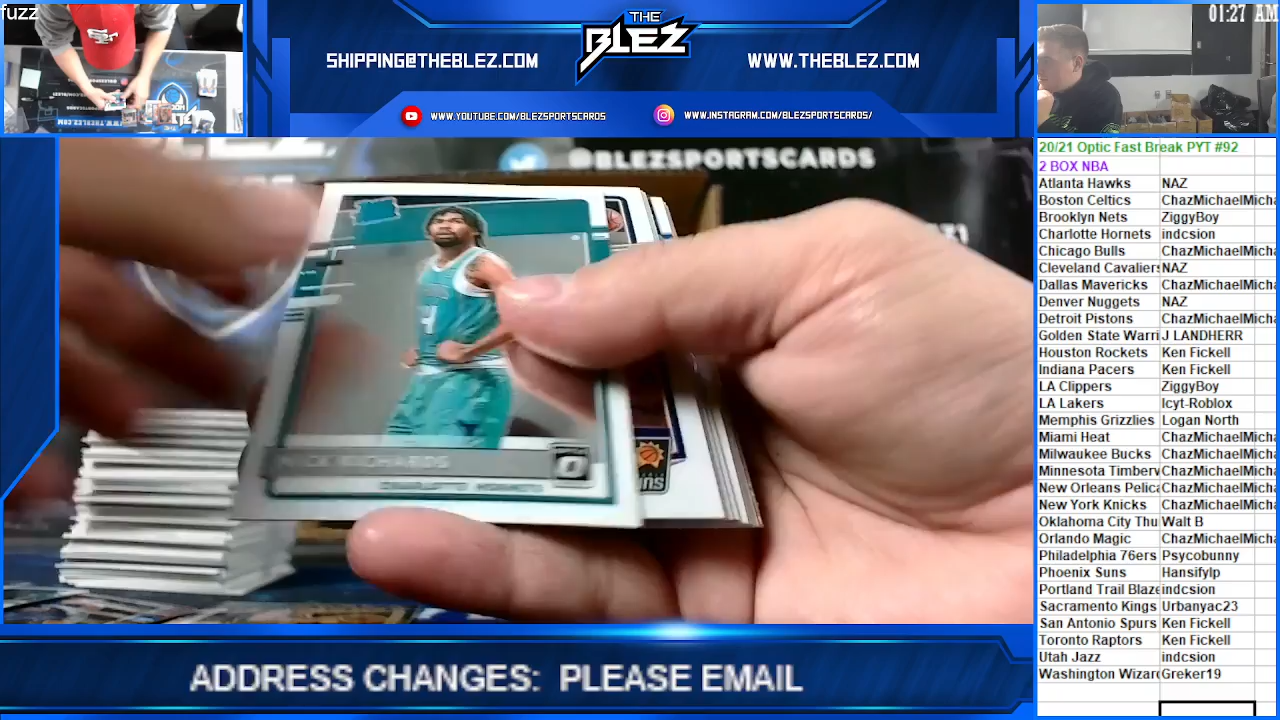 fuzz
01:27 AM
THE
BLEZ
SHIPPING@THEBLEZ.COM
WWW.THEBLEZ.COM
WWW.YOUTUBE.COM/BLEZSPORTSCARDS
WWW.INSTAGRAM.COM/BLEZSPORTSCARDS/
@BLEZSPORTSCARDS
20/21 Optic Fast Break PYT #92
2 BOX NBA
Atlanta Hawks NAZ
Boston Celtics ChazMichaelMicha
Brooklyn Nets ZiggyBoy
Charlotte Hornets indcsion
Chicago Bulls ChazMichaelMicha
Cleveland Cavaliers NAZ
Dallas Mavericks ChazMichaelMicha
Denver Nuggets NAZ
Detroit Pistons ChazMichaelMicha
Golden State Warri J LANDHERR
Houston Rockets Ken Fickell
Indiana Pacers Ken Fickell
LA Clippers ZiggyBoy
LA Lakers Icyt-Roblox
Memphis Grizzlies Logan North
Miami Heat ChazMichaelMicha
Milwaukee Bucks ChazMichaelMicha
Minnesota Timberv ChazMichaelMicha
New Orleans Pelica ChazMichaelMicha
New York Knicks ChazMichaelMicha
Oklahoma City Thu Walt B
Orlando Magic ChazMichaelMicha
Philadelphia 76ers Psycobunny
Phoenix Suns Hansifylp
Portland Trail Blaze indcsion
Sacramento Kings Urbanyac23
San Antonio Spurs Ken Fickell
Toronto Raptors Ken Fickell
Utah Jazz indcsion
Washington Wizard Greker19
4
RICHARDS
CHARLOTTE HORNETS
ADDRESS CHANGES: PLEASE EMAIL